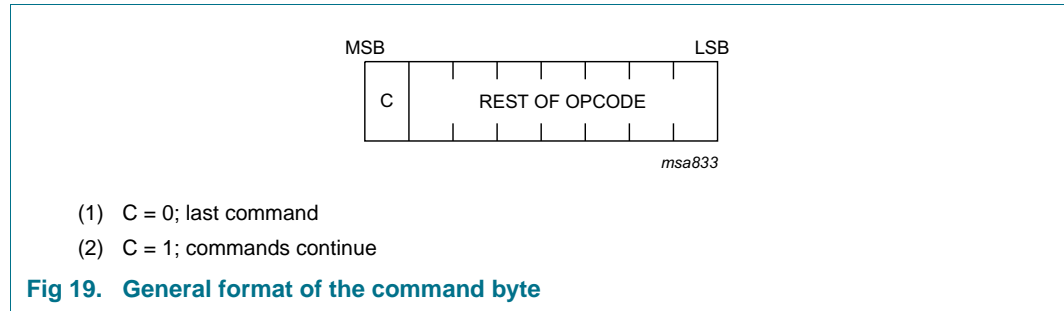 MSB LSB
C REST OF OPCODE
msa833
(1) C = 0; last command
(2) C = 1; commands continue
Fig 19. General format of the command byte